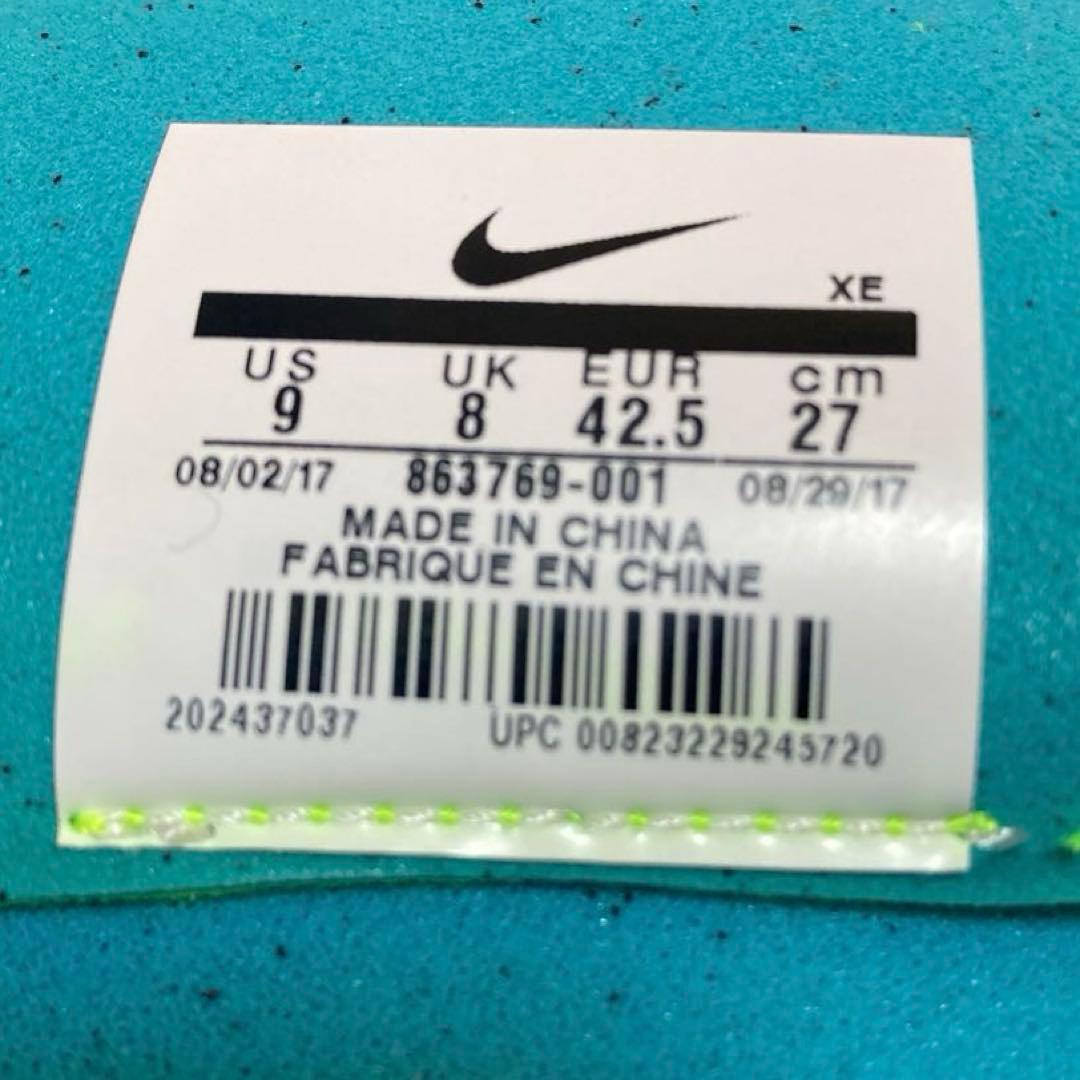 XE
US UK EUR cm
9 8 42.5 27
08/02/17 863769-001 08/29/17
MADE IN CHINA
FABRIQUE EN CHINE
202437037 UPC 00823229245720